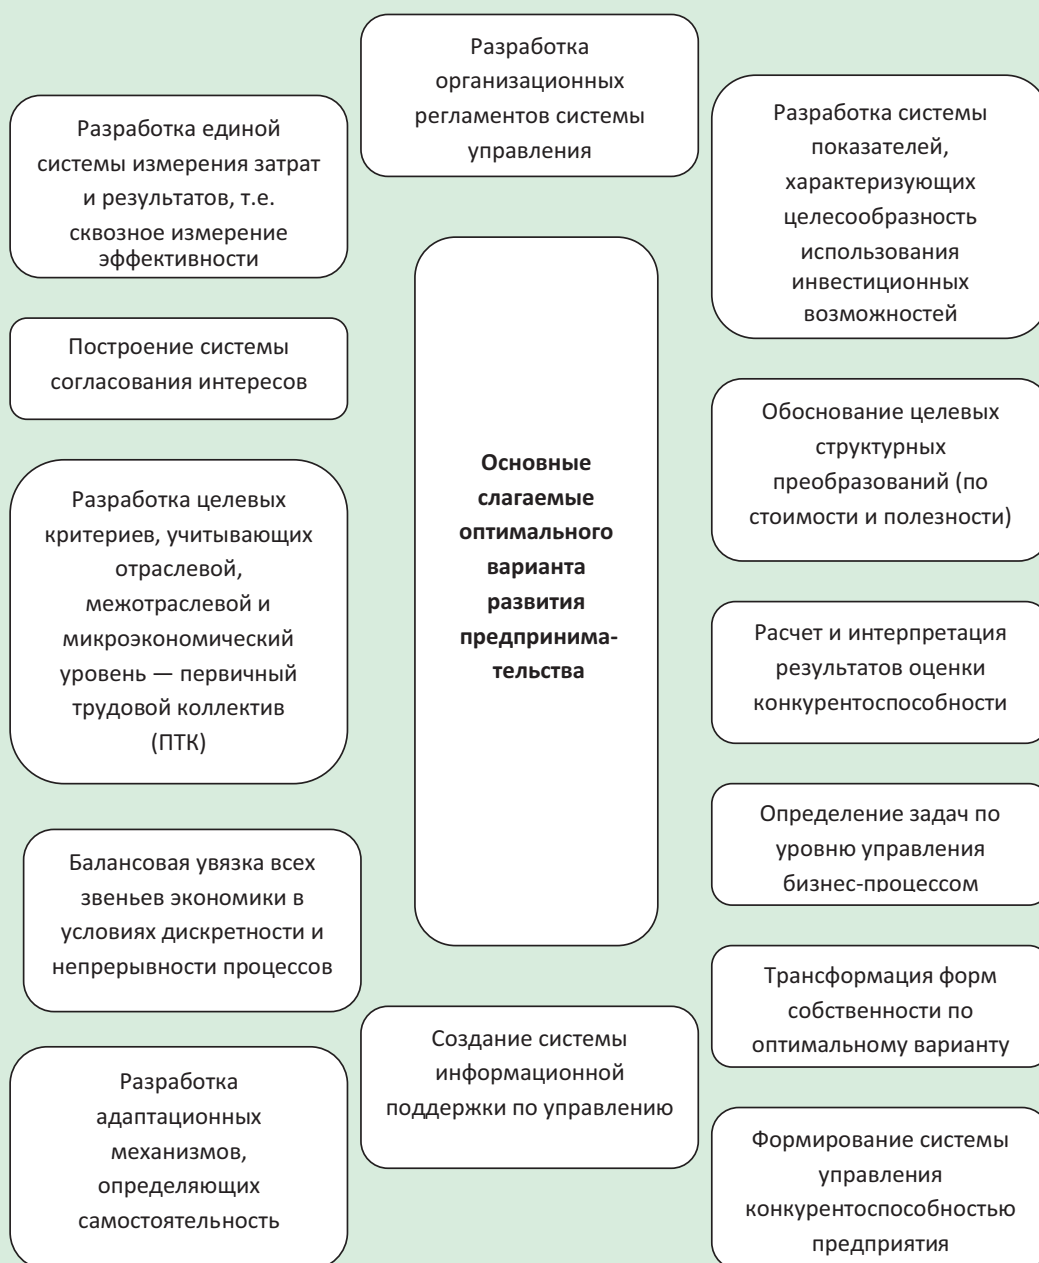 Разработка
организационных
регламентов системы
управления
Разработка единой
системы измерения затрат
и результатов, т.е.
сквозное измерение
эффективности
Построение системы
согласования интересов
Разработка целевых
критериев, учитывающих
отраслевой,
межотраслевой и
микроэкономический
уровень — первичный
трудовой коллектив
(ПТК)
Балансовая увязка всех
звеньев экономики в
условиях дискретности и
непрерывности процессов
Разработка
адаптационных
механизмов,
определяющих
самостоятельность
Основные
слагаемые
оптимального
варианта
развития
предпринима-
тельства
Создание системы
информационной
поддержки по управлению
Разработка системы
показателей,
характеризующих
целесообразность
использования
инвестиционных
возможностей
Обоснование целевых
структурных
преобразований (по
стоимости и полезности)
Расчет и интерпретация
результатов оценки
конкурентоспособности
Определение задач по
уровню управления
бизнес-процессом
Трансформация форм
собственности по
оптимальному варианту
Формирование системы
управления
конкурентоспособностью
предприятия